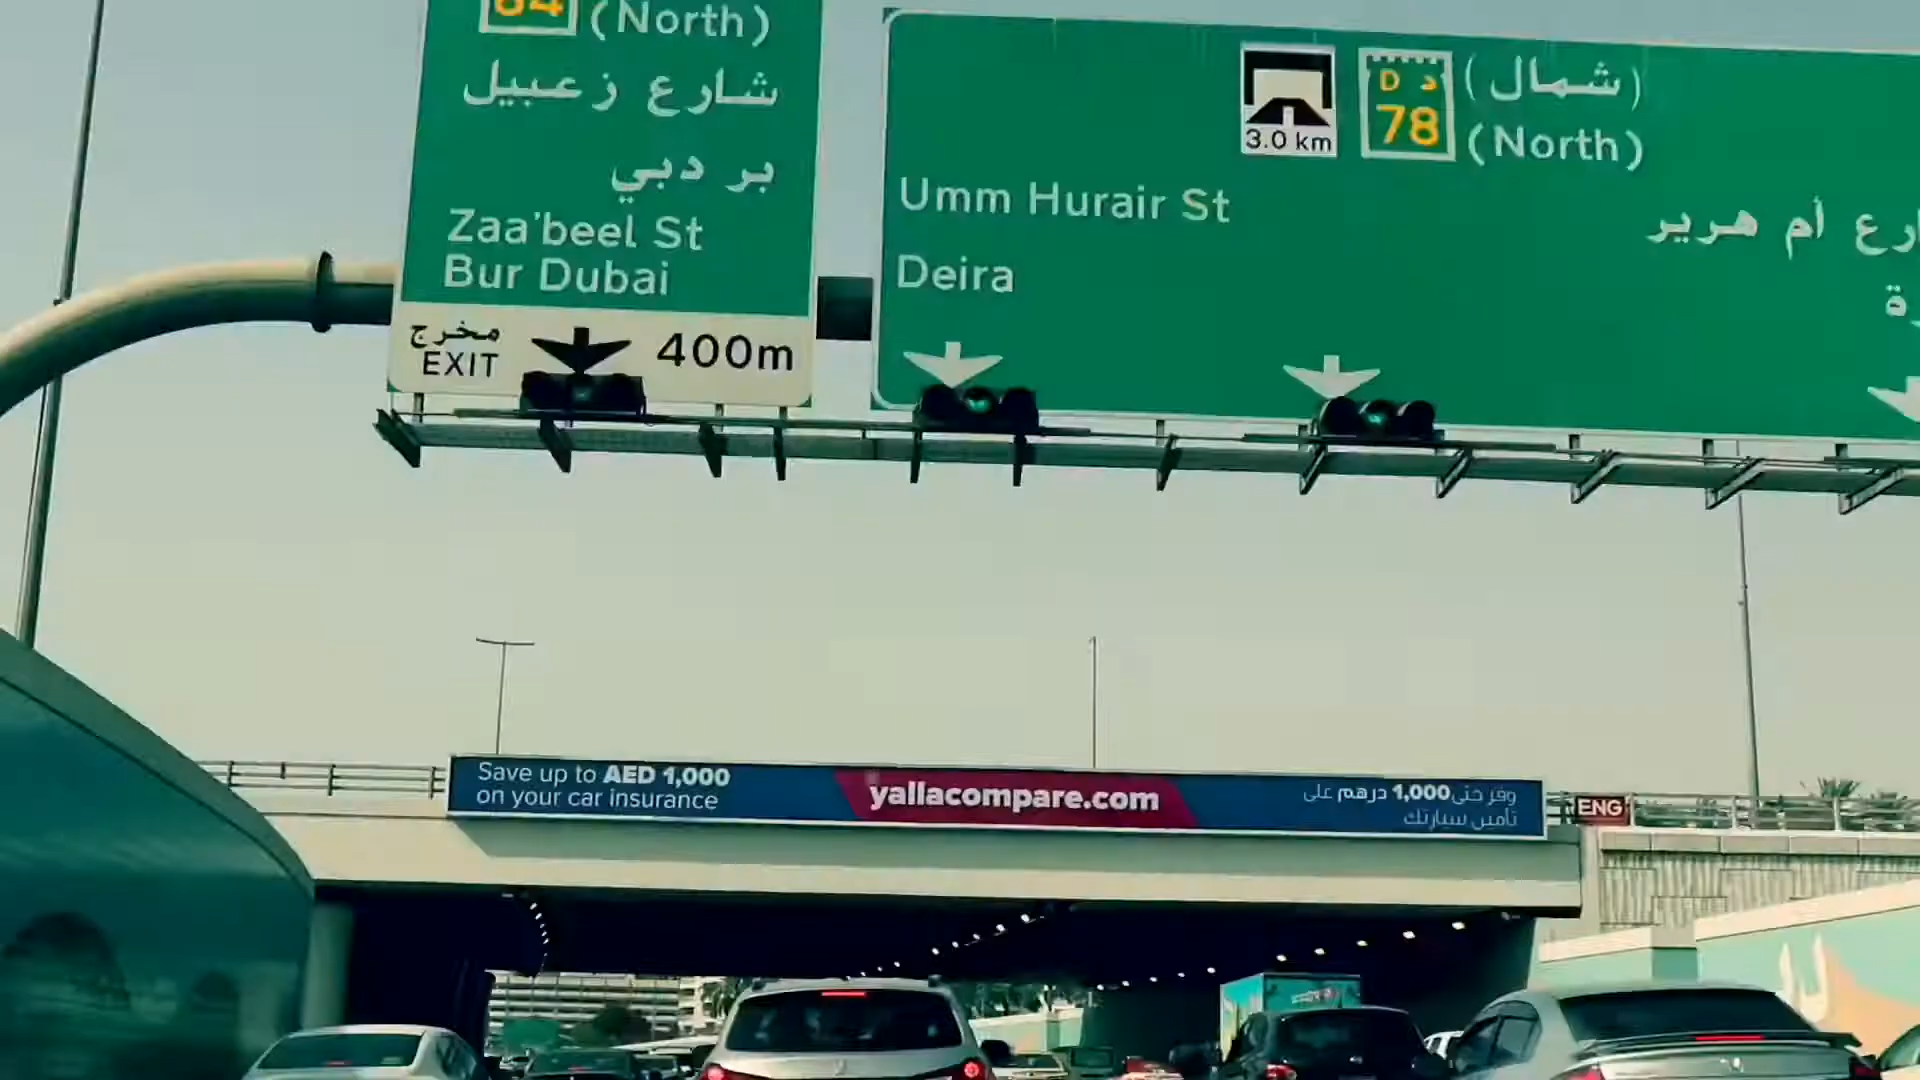 (North)
شارع زعبيل
بر دبي
Zaa'beel St
Bur Dubai
مخرج
EXIT
400m
3.0 km
D د
78
(شمال)
(North)
Umm Hurair St
أم هرير
Deira
Save up to AED 1,000
on your car insurance
yallacompare.com
وفر حتى 1,000 درهم على
تأمين سيارتك
ENG